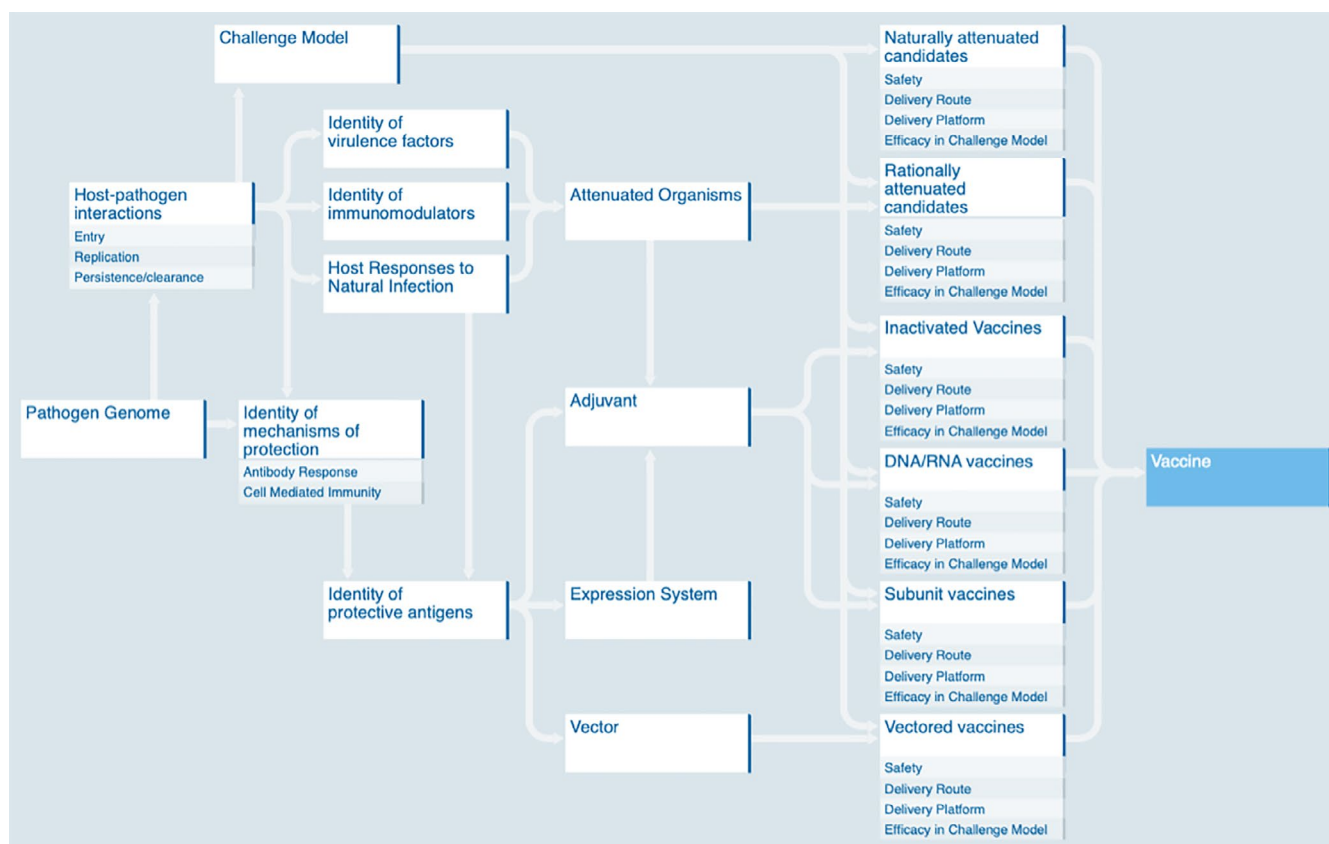 Challenge Model
Identity of
virulence factors
Host-pathogen
interactions
Entry
Replication
Persistence/clearance
Identity of
immunomodulators
Host Responses to
Natural Infection
Pathogen Genome
Identity of
mechanisms of
protection
Antibody Response
Cell Mediated Immunity
Identity of
protective antigens
Attenuated Organisms
Adjuvant
Expression System
Vector
Naturally attenuated
candidates
Safety
Delivery Route
Delivery Platform
Efficacy in Challenge Model
Rationally
attenuated
candidates
Safety
Delivery Route
Delivery Platform
Efficacy in Challenge Model
Inactivated Vaccines
Safety
Delivery Route
Delivery Platform
Efficacy in Challenge Model
DNA/RNA vaccines
Safety
Delivery Route
Delivery Platform
Efficacy in Challenge Model
Subunit vaccines
Safety
Delivery Route
Delivery Platform
Efficacy in Challenge Model
Vectored vaccines
Safety
Delivery Route
Delivery Platform
Efficacy in Challenge Model
Vaccine